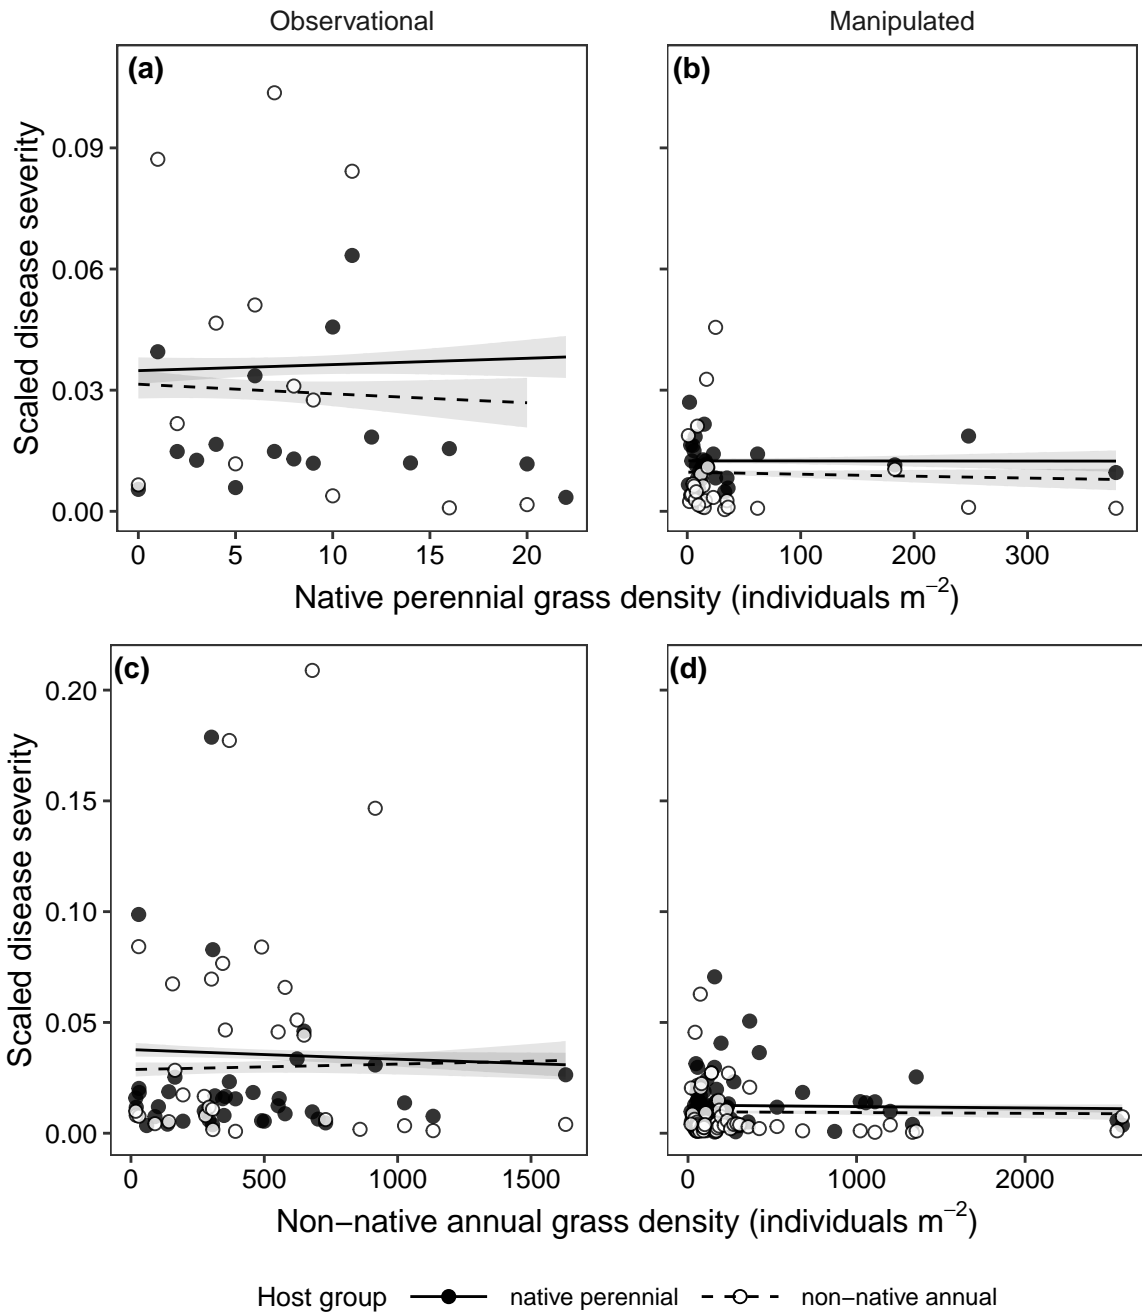 Observational
Manipulated
(a)
(b)
Scaled disease severity
0.09
0.06
0.03
0.00
0 5 10 15 20
0 100 200 300
Native perennial grass density (individuals m⁻²)
(c)
(d)
Scaled disease severity
0.20
0.15
0.10
0.05
0.00
0 500 1000 1500
0 1000 2000
Non−native annual grass density (individuals m⁻²)
Host group native perennial non−native annual